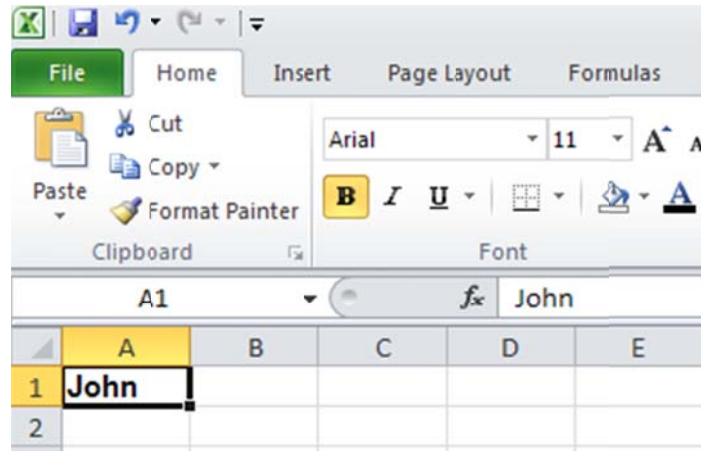 File Home Insert Page Layout Formulas
Cut
Copy
Paste
Format Painter
Arial 11 A A
B I U A
Clipboard Font
A1 fx John
A B C D E
1 John
2